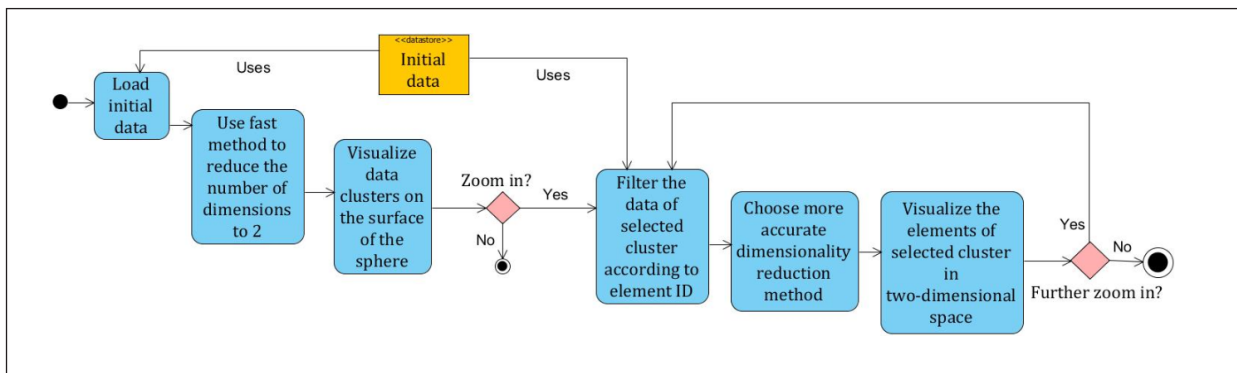 <<datastore>>
Initial
data
Uses
Uses
Load
initial
data
Use fast
method to
reduce the
number of
dimensions
to 2
Visualize
data
clusters on
the surface
of the
sphere
Zoom in?
Yes
No
Filter the
data of
selected
cluster
according to
element ID
Choose more
accurate
dimensionality
reduction
method
Visualize the
elements of
selected cluster
in
two-dimensional
space
Yes
No
Further zoom in?